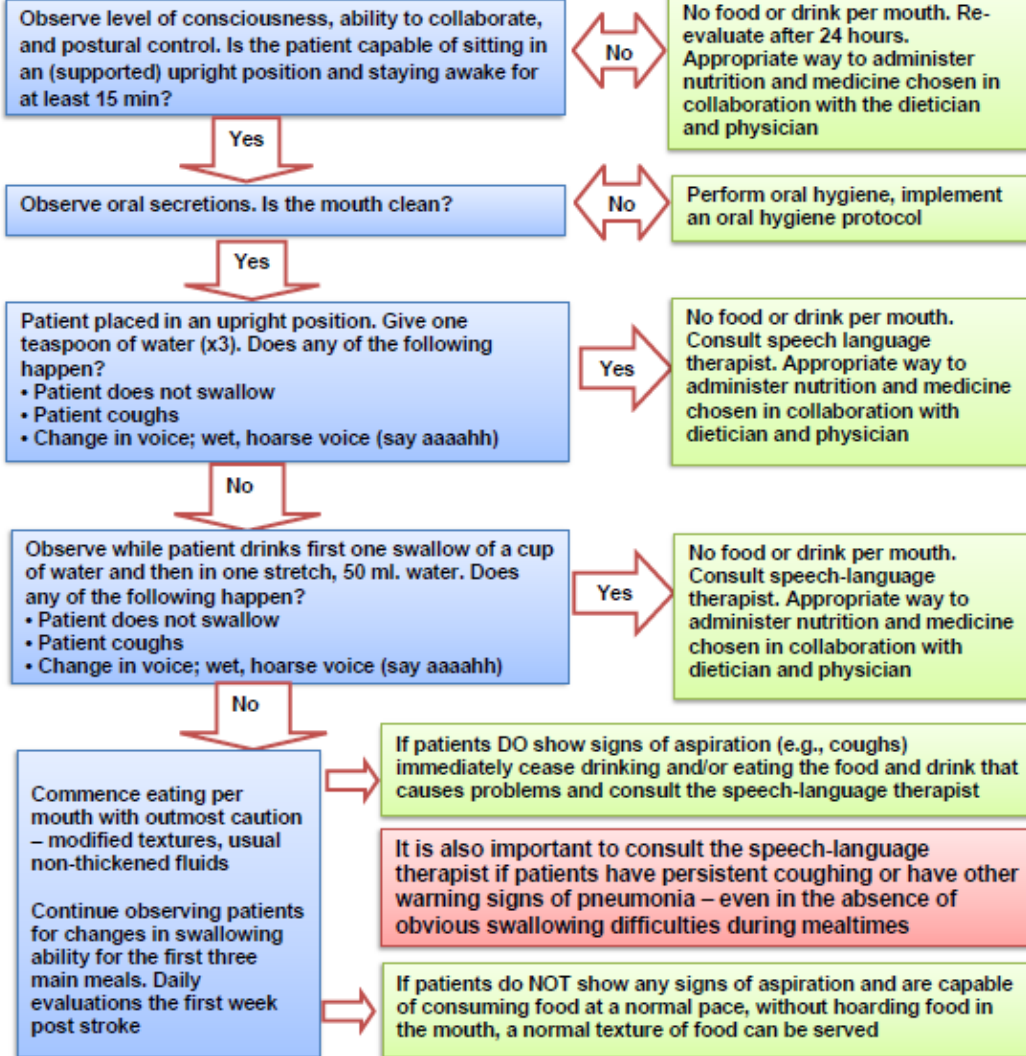 Observe level of consciousness, ability to collaborate,
and postural control. Is the patient capable of sitting in
an (supported) upright position and staying awake for
at least 15 min?
No
No food or drink per mouth. Re-
evaluate after 24 hours.
Appropriate way to administer
nutrition and medicine chosen in
collaboration with the dietician
and physician
Yes
Observe oral secretions. Is the mouth clean?
No
Perform oral hygiene, implement
an oral hygiene protocol
Yes
Patient placed in an upright position. Give one
teaspoon of water (x3). Does any of the following
happen?
• Patient does not swallow
• Patient coughs
• Change in voice; wet, hoarse voice (say aaaahh)
Yes
No food or drink per mouth.
Consult speech language
therapist. Appropriate way to
administer nutrition and medicine
chosen in collaboration with
dietician and physician
No
Observe while patient drinks first one swallow of a cup
of water and then in one stretch, 50 ml. water. Does
any of the following happen?
• Patient does not swallow
• Patient coughs
• Change in voice; wet, hoarse voice (say aaaahh)
Yes
No food or drink per mouth.
Consult speech-language
therapist. Appropriate way to
administer nutrition and medicine
chosen in collaboration with
dietician and physician
No
Commence eating per
mouth with outmost caution
– modified textures, usual
non-thickened fluids
Continue observing patients
for changes in swallowing
ability for the first three
main meals. Daily
evaluations the first week
post stroke
If patients DO show signs of aspiration (e.g., coughs)
immediately cease drinking and/or eating the food and drink that
causes problems and consult the speech-language therapist
It is also important to consult the speech-language
therapist if patients have persistent coughing or have other
warning signs of pneumonia – even in the absence of
obvious swallowing difficulties during mealtimes
If patients do NOT show any signs of aspiration and are capable
of consuming food at a normal pace, without hoarding food in
the mouth, a normal texture of food can be served